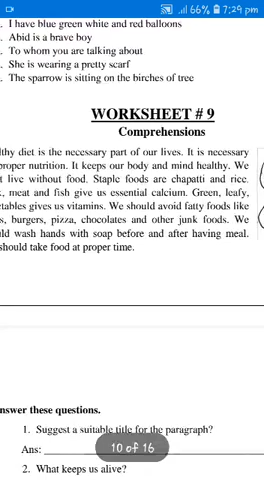 66% 7:29 pm
. I have blue green white and red balloons
. Abid is a brave boy
. To whom you are talking about
. She is wearing a pretty scarf
. The sparrow is sitting on the birches of tree
WORKSHEET # 9
Comprehensions
lthy diet is the necessary part of our lives. It is necessary
proper nutrition. It keeps our body and mind healthy. We
t live without food. Staple foods are chapatti and rice.
k, meat and fish give us essential calcium. Green, leafy,
ctables gives us vitamins. We should avoid fatty foods like
s, burgers, pizza, chocolates and other junk foods. We
ld wash hands with soap before and after having meal.
should take food at proper time.
nswer these questions.
1. Suggest a suitable title for the paragraph?
Ans:
10 of 16
2. What keeps us alive?